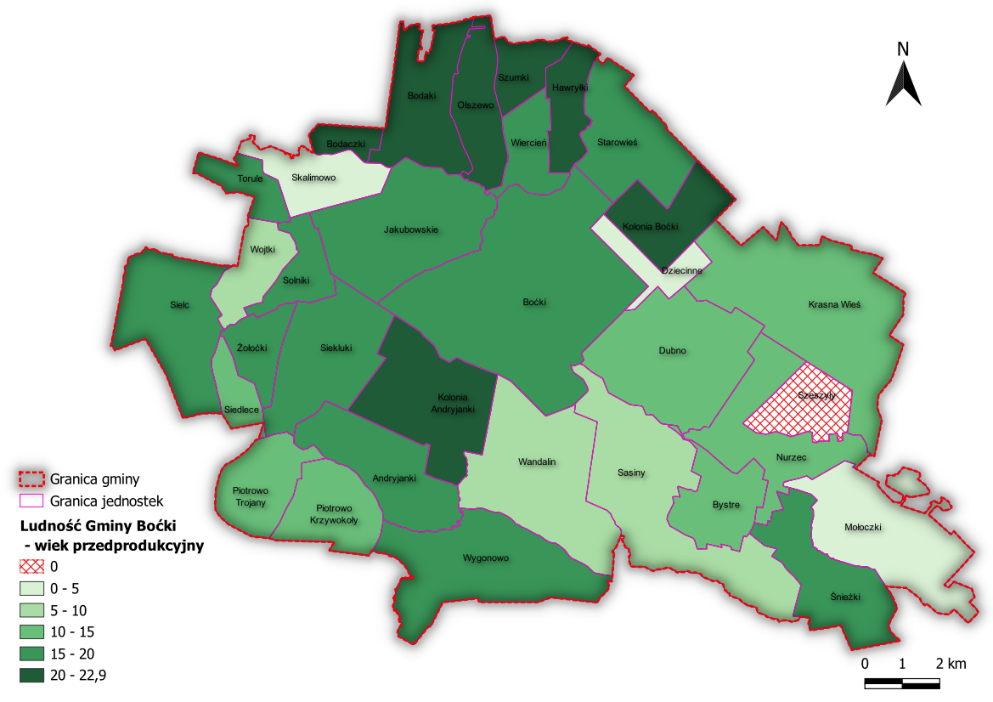 N
Szumki
Hawryłki
Bodaki
Olszewo
Bodaczki
Wiercień
Starowieś
Torule
Skalimowo
Kolonia Boćki
Jakubowskie
Wojtki
Dziecinne
Solniki
Sielc
Boćki
Krasna Wieś
Żołoćki
Siekluki
Dubno
Kolonia
Andryjanki
Szeszyły
Siedlece
Nurzec
Wandalin
Sasiny
Andryjanki
Piotrowo
Trojany
Piotrowo
Krzywokoły
Bystre
Mołoczki
Wygonowo
Śnieżki
Granica gminy
Granica jednostek
Ludność Gminy Boćki
- wiek przedprodukcyjny
0
0 - 5
5 - 10
10 - 15
15 - 20
20 - 22,9
0 1 2 km